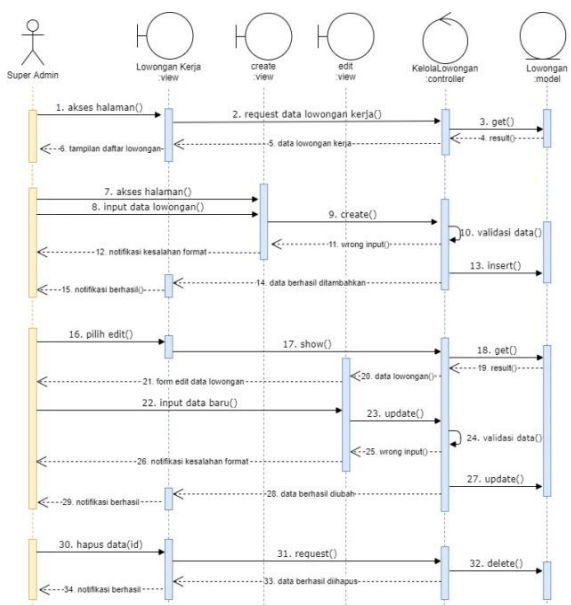 Super Admin
Lowongan Kerja
:view
create
:view
edit
:view
KelolaLowongan
:controller
Lowongan
:model
1. akses halaman()
2. request data lowongan kerja()
3. get()
4. result()
5. data lowongan kerja
6. tampilan daftar lowongan
7. akses halaman()
8. input data lowongan()
9. create()
10. validasi data()
11. wrong input()
12. notifikasi kesalahan format
13. insert()
14. data berhasil ditambahkan
15. notifikasi berhasil()
16. pilih edit()
17. show()
18. get()
19. result()
20. data lowongan()
21. form edit data lowongan
22. input data baru()
23. update()
24. validasi data()
25. wrong input()
26. notifikasi kesalahan format
27. update()
28. data berhasil diubah
29. notifikasi berhasil
30. hapus data(id)
31. request()
32. delete()
33. data berhasil diihapus
34. notifikasi berhasil